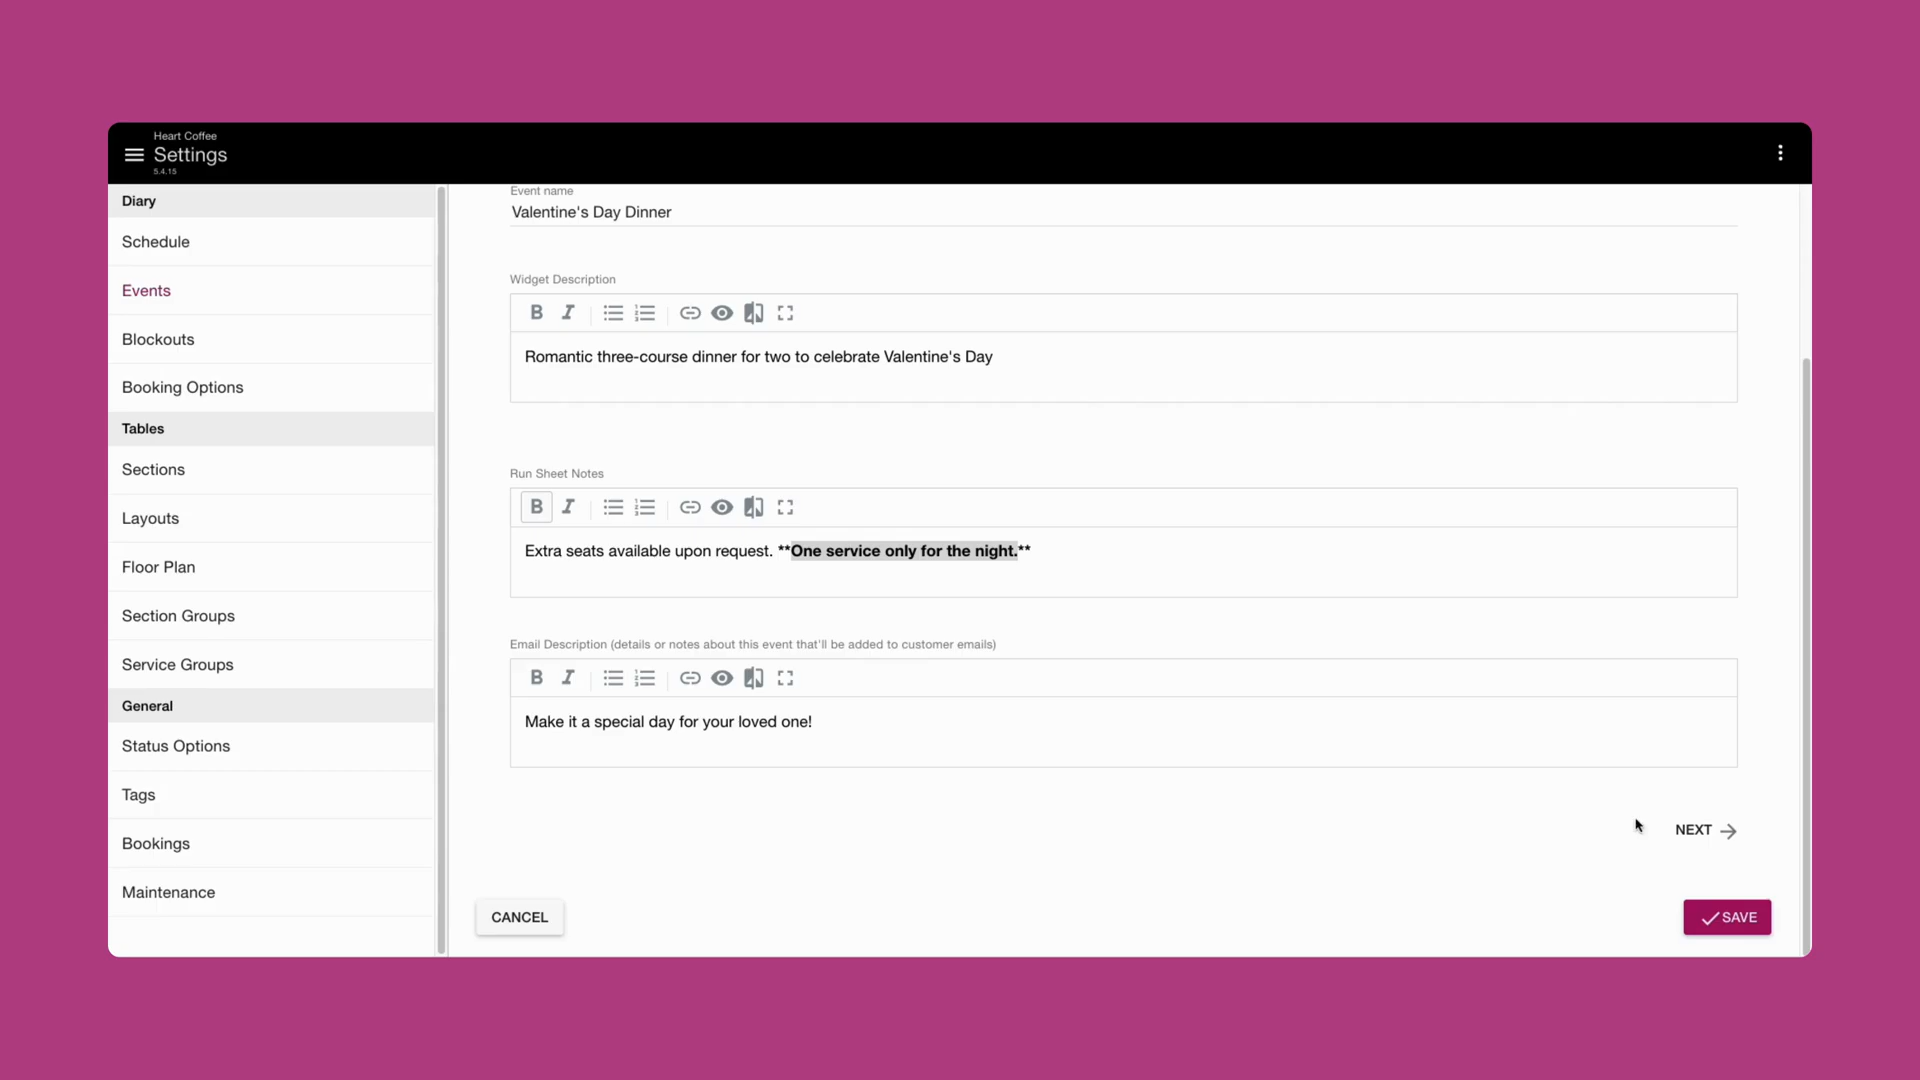 Heart Coffee
Settings
5.4.15
Diary
Schedule
Events
Blockouts
Booking Options
Tables
Sections
Layouts
Floor Plan
Section Groups
Service Groups
General
Status Options
Tags
Bookings
Maintenance
Event name
Valentine's Day Dinner
Widget Description
Romantic three-course dinner for two to celebrate Valentine's Day
Run Sheet Notes
Extra seats available upon request. **One service only for the night.**
Email Description (details or notes about this event that'll be added to customer emails)
Make it a special day for your loved one!
NEXT
CANCEL
SAVE